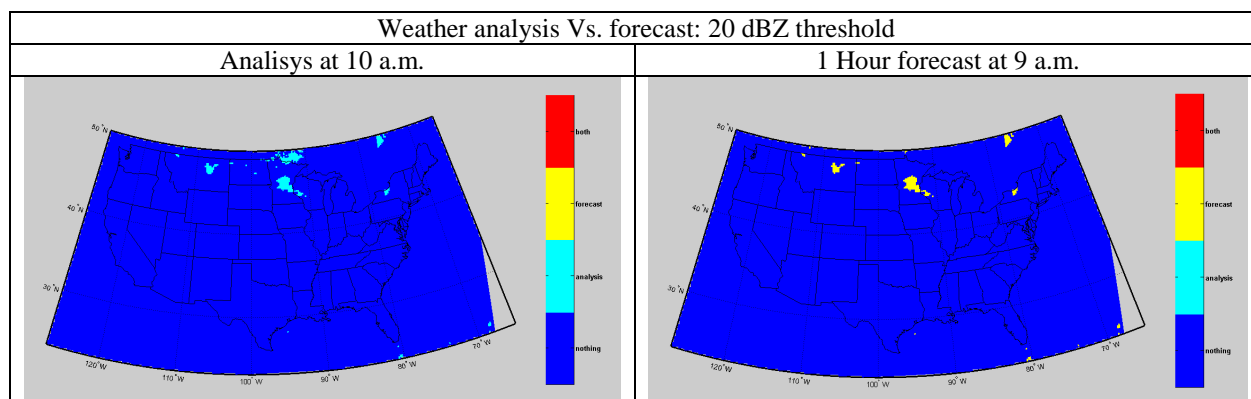 Weather analysis Vs. forecast: 20 dBZ threshold
Analisys at 10 a.m.
1 Hour forecast at 9 a.m.
50°N
40°N
30°N
120°W
110°W
100°W
90°W
80°W
70°W
both
forecast
analysis
nothing
50°N
40°N
30°N
120°W
110°W
100°W
90°W
80°W
70°W
both
forecast
analysis
nothing